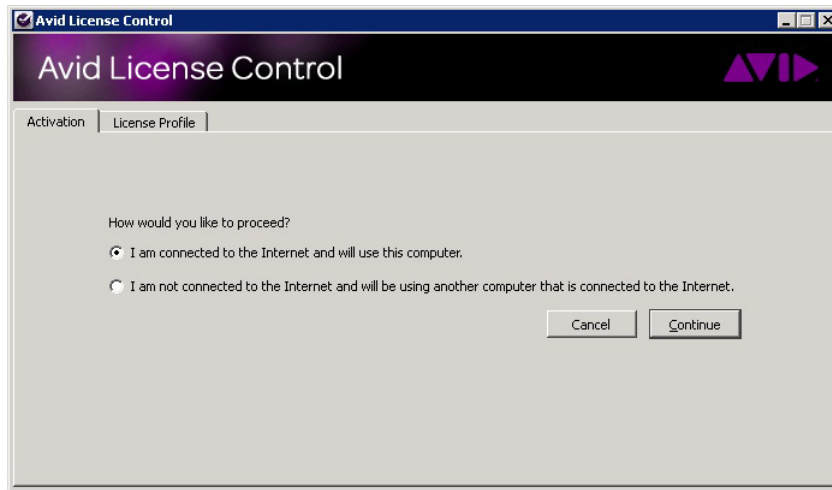 Avid License Control
Avid License Control
AVID
Activation
License Profile
How would you like to proceed?
I am connected to the Internet and will use this computer.
I am not connected to the Internet and will be using another computer that is connected to the Internet.
Cancel
Continue